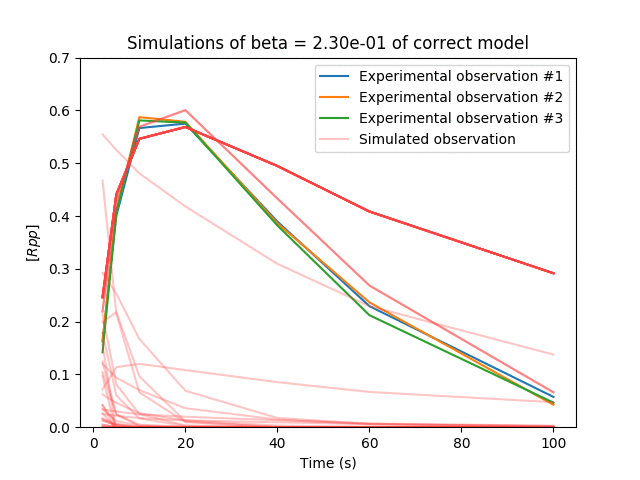 Simulations of beta = 2.30e-01 of correct model
Experimental observation #1
Experimental observation #2
Experimental observation #3
Simulated observation
[Rpp]
0.7
0.6
0.5
0.4
0.3
0.2
0.1
0.0
0 20 40 60 80 100
Time (s)